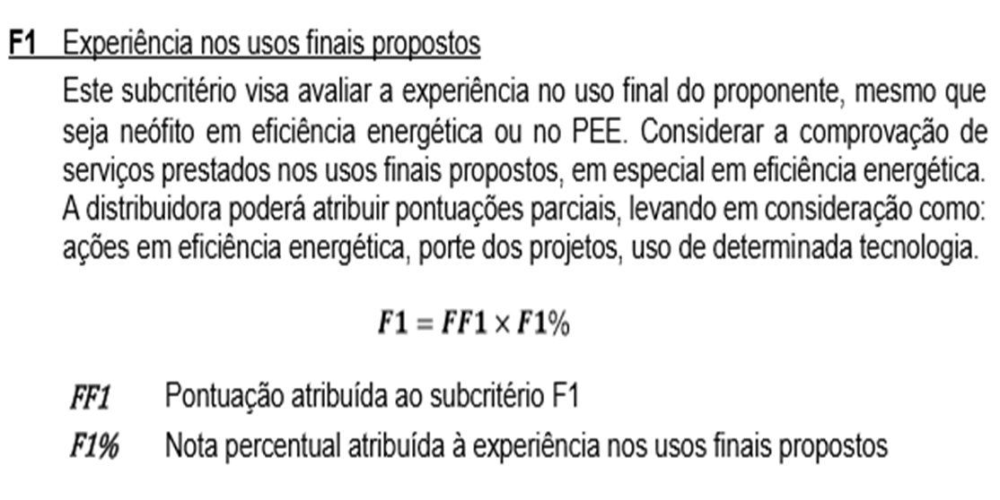 F1 Experiência nos usos finais propostos
Este subcritério visa avaliar a experiência no uso final do proponente, mesmo que
seja neófito em eficiência energética ou no PEE. Considerar a comprovação de
serviços prestados nos usos finais propostos, em especial em eficiência energética.
A distribuidora poderá atribuir pontuações parciais, levando em consideração como:
ações em eficiência energética, porte dos projetos, uso de determinada tecnologia.
F1 = FF1 × F1%
FF1 Pontuação atribuída ao subcritério F1
F1% Nota percentual atribuída à experiência nos usos finais propostos